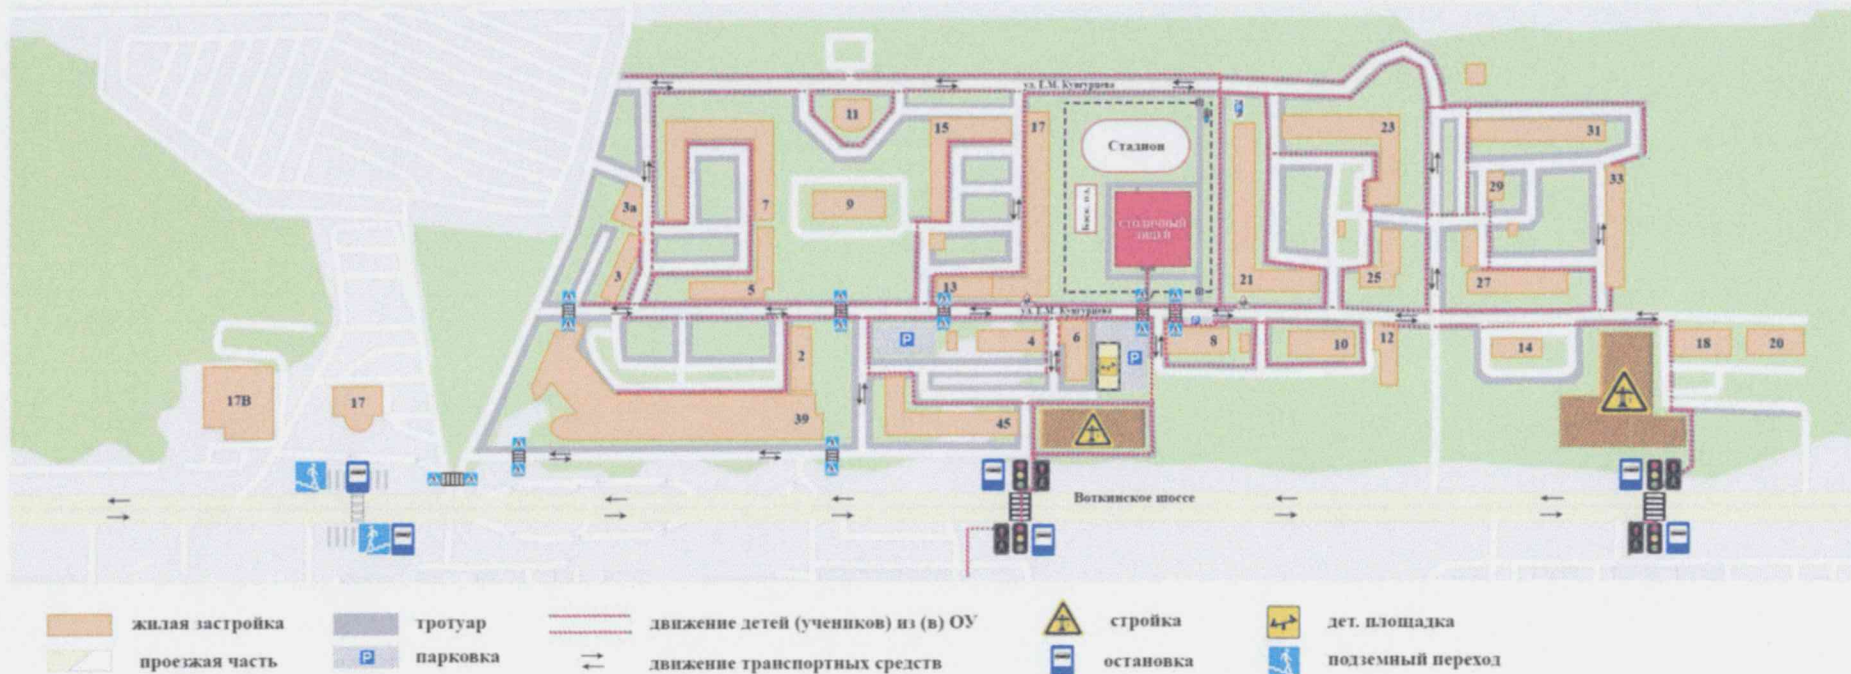 ул. Е.М. Кунгурцева
11
15
17
23
31
Стадион
3а
7
9
29
33
СТОЛИЧНЫЙ
ЛИЦЕЙ
3
5
13
21
25
27
ул. Е.М. Кунгурцева
2
P
4
6
P
8
10
12
14
18
20
17В
17
39
45
Воткинское шоссе
жилая застройка
тротуар
движение детей (учеников) из (в) ОУ
стройка
дет. площадка
проезжая часть
P
парковка
движение транспортных средств
остановка
подземный переход